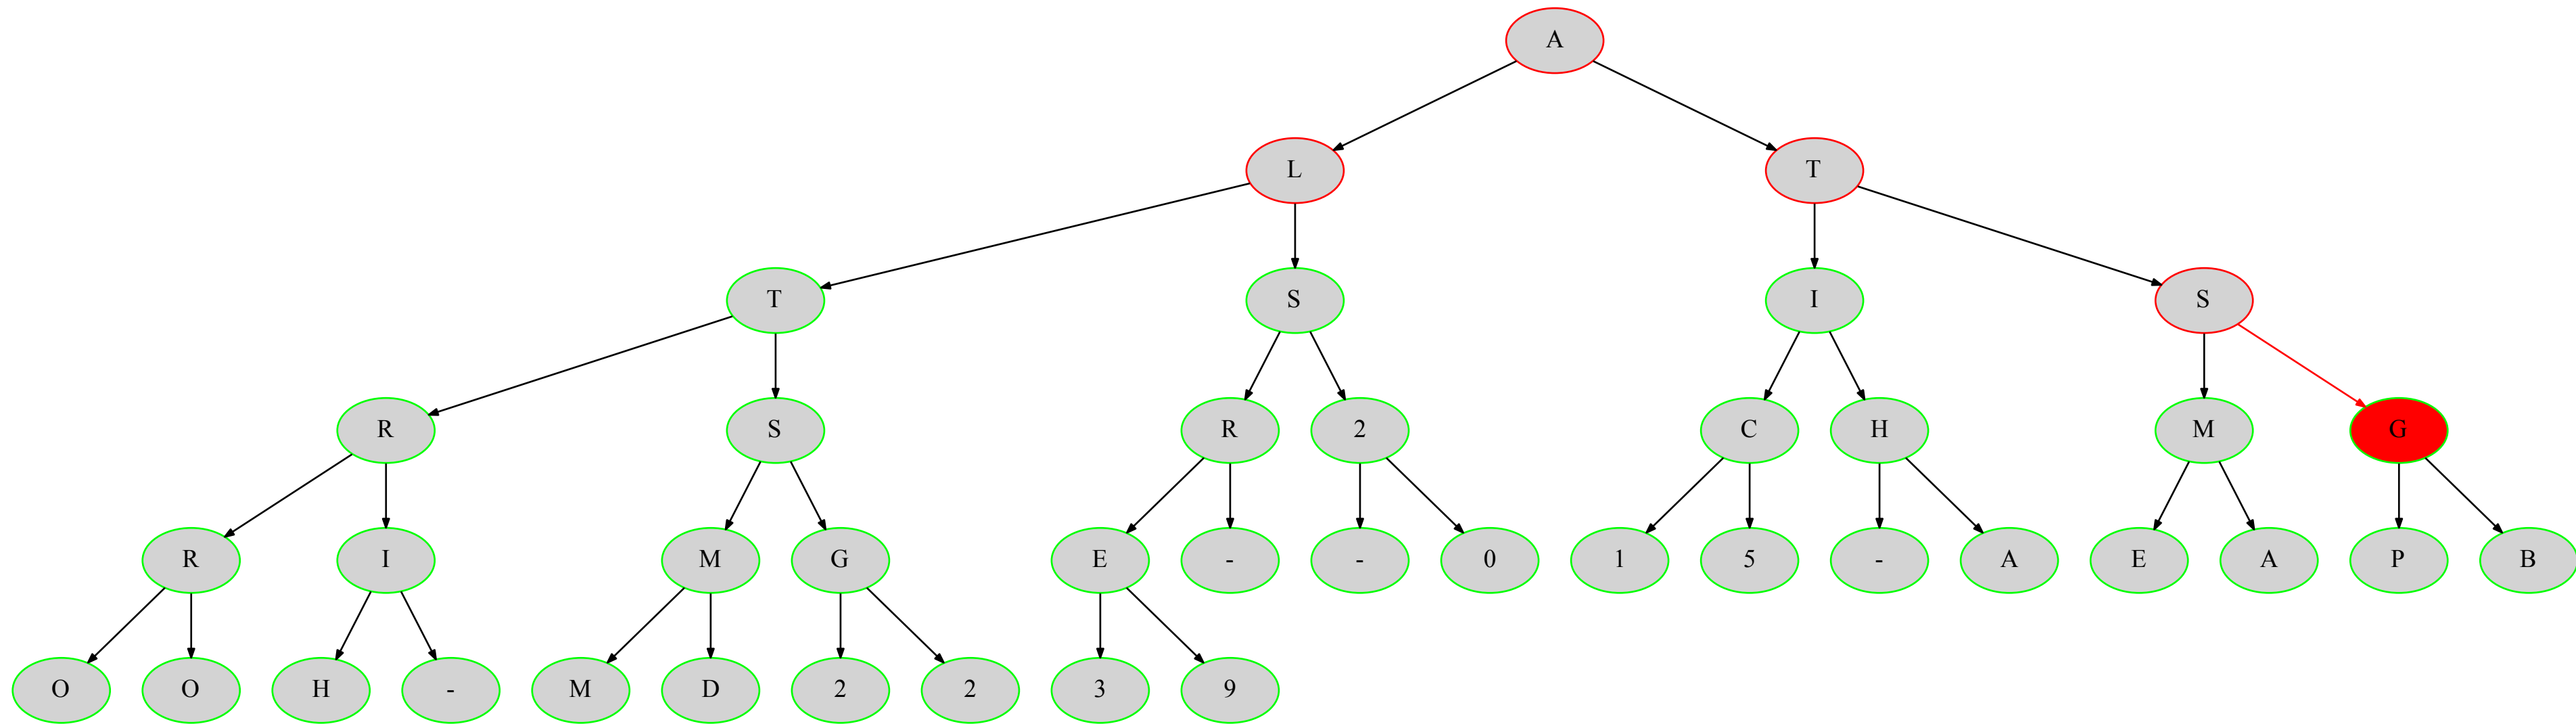 A
L T
T S I S
R S R 2 C H M G
R I M G E - - 0 1 5 - A E A P B
O O H - M D 2 2 3 9